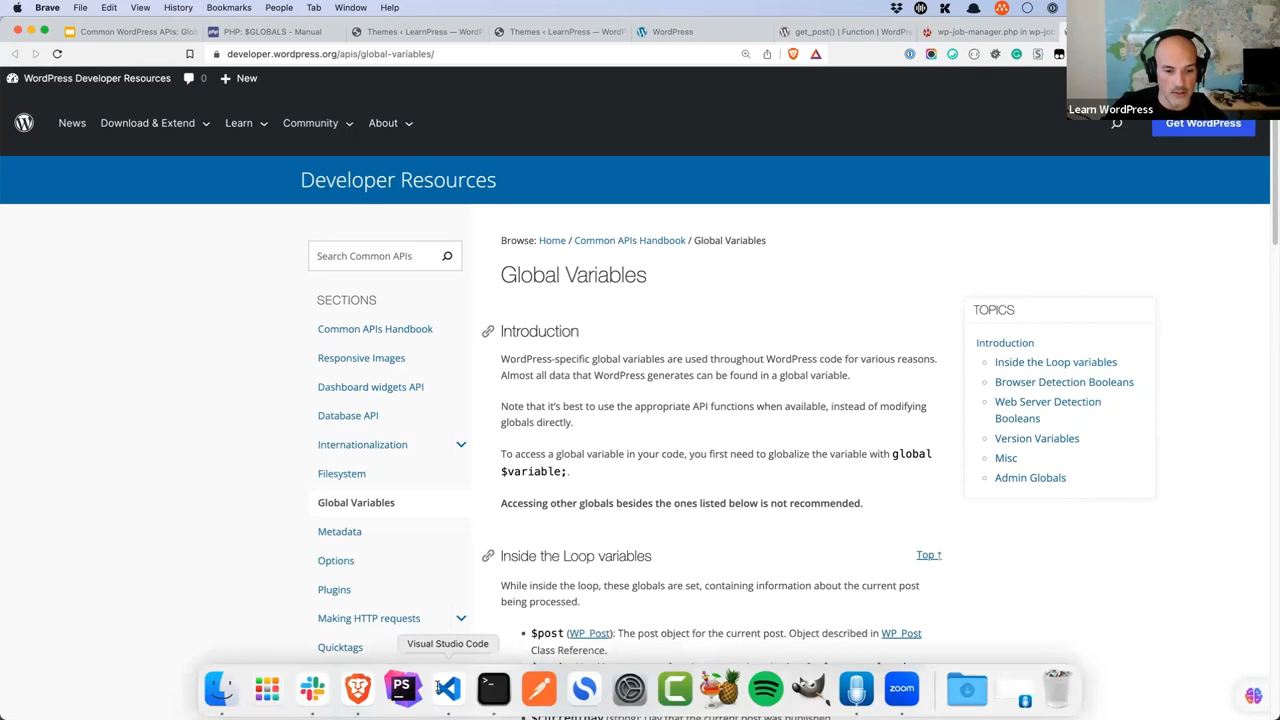 Brave File Edit View History Bookmarks People Tab Window Help
Common WordPress APIs: Glob
PHP: $GLOBALS - Manual
Themes ‹ LearnPress — WordP
Themes ‹ LearnPress — WordP
WordPress
get_post() | Function | WordPr
wp-job-manager.php in wp-job
developer.wordpress.org/apis/global-variables/
WordPress Developer Resources 0 New
Learn WordPress
News Download & Extend Learn Community About
Get WordPress
Developer Resources
Search Common APIs
SECTIONS
Common APIs Handbook
Responsive Images
Dashboard widgets API
Database API
Internationalization
Filesystem
Global Variables
Metadata
Options
Plugins
Making HTTP requests
Quicktags
Browse: Home / Common APIs Handbook / Global Variables
Global Variables
Introduction
WordPress-specific global variables are used throughout WordPress code for various reasons.
Almost all data that WordPress generates can be found in a global variable.
Note that it's best to use the appropriate API functions when available, instead of modifying
globals directly.
To access a global variable in your code, you first need to globalize the variable with global
$variable;.
Accessing other globals besides the ones listed below is not recommended.
Inside the Loop variables
Top ↑
While inside the loop, these globals are set, containing information about the current post
being processed.
• $post (WP_Post): The post object for the current post. Object described in WP_Post
Class Reference.
TOPICS
Introduction
Inside the Loop variables
Browser Detection Booleans
Web Server Detection
Booleans
Version Variables
Misc
Admin Globals
Visual Studio Code
PS
zoom